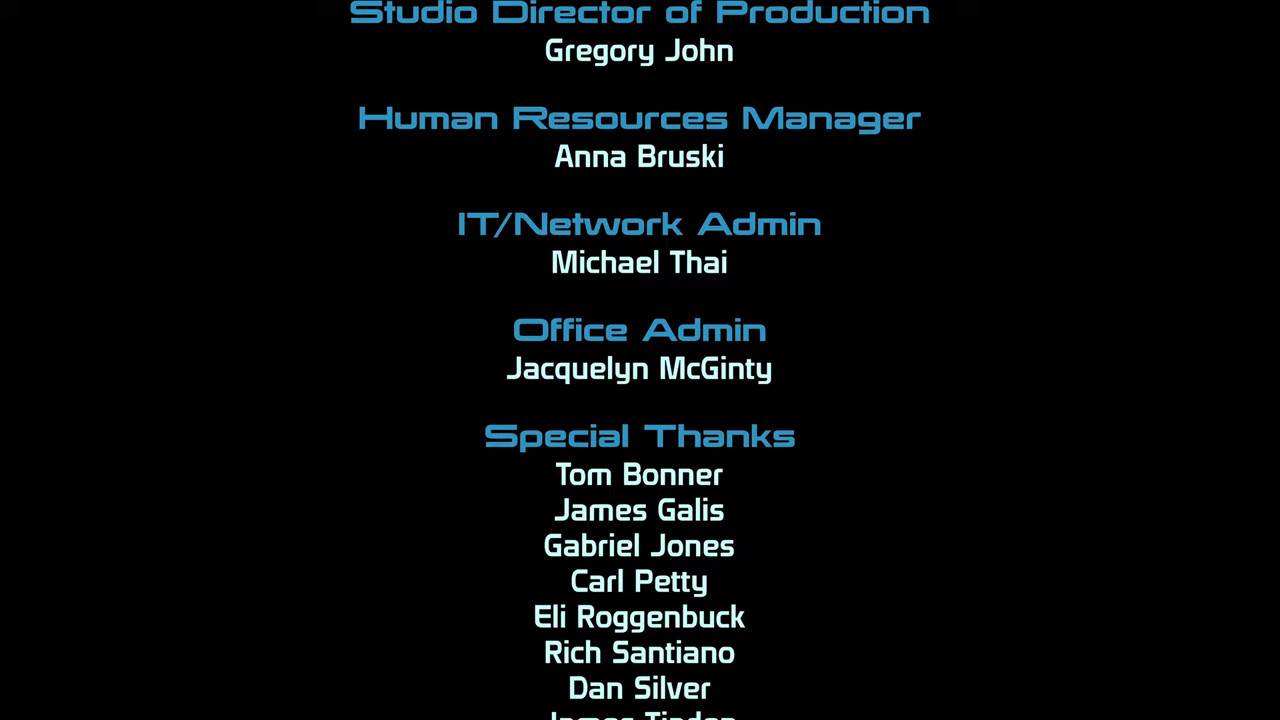 Studio Director of Production
Gregory John
Human Resources Manager
Anna Bruski
IT/Network Admin
Michael Thai
Office Admin
Jacquelyn McGinty
Special Thanks
Tom Bonner
James Galis
Gabriel Jones
Carl Petty
Eli Roggenbuck
Rich Santiano
Dan Silver
James